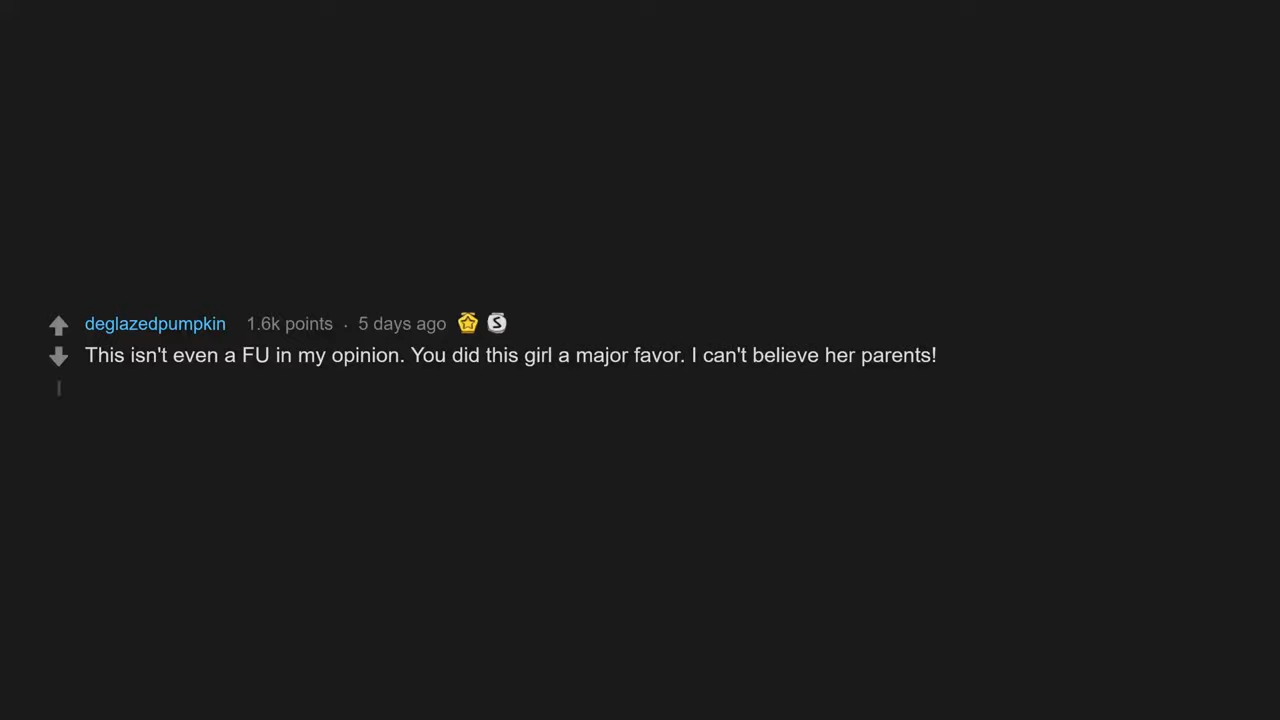 deglazedpumpkin 1.6k points · 5 days ago S
This isn't even a FU in my opinion. You did this girl a major favor. I can't believe her parents!